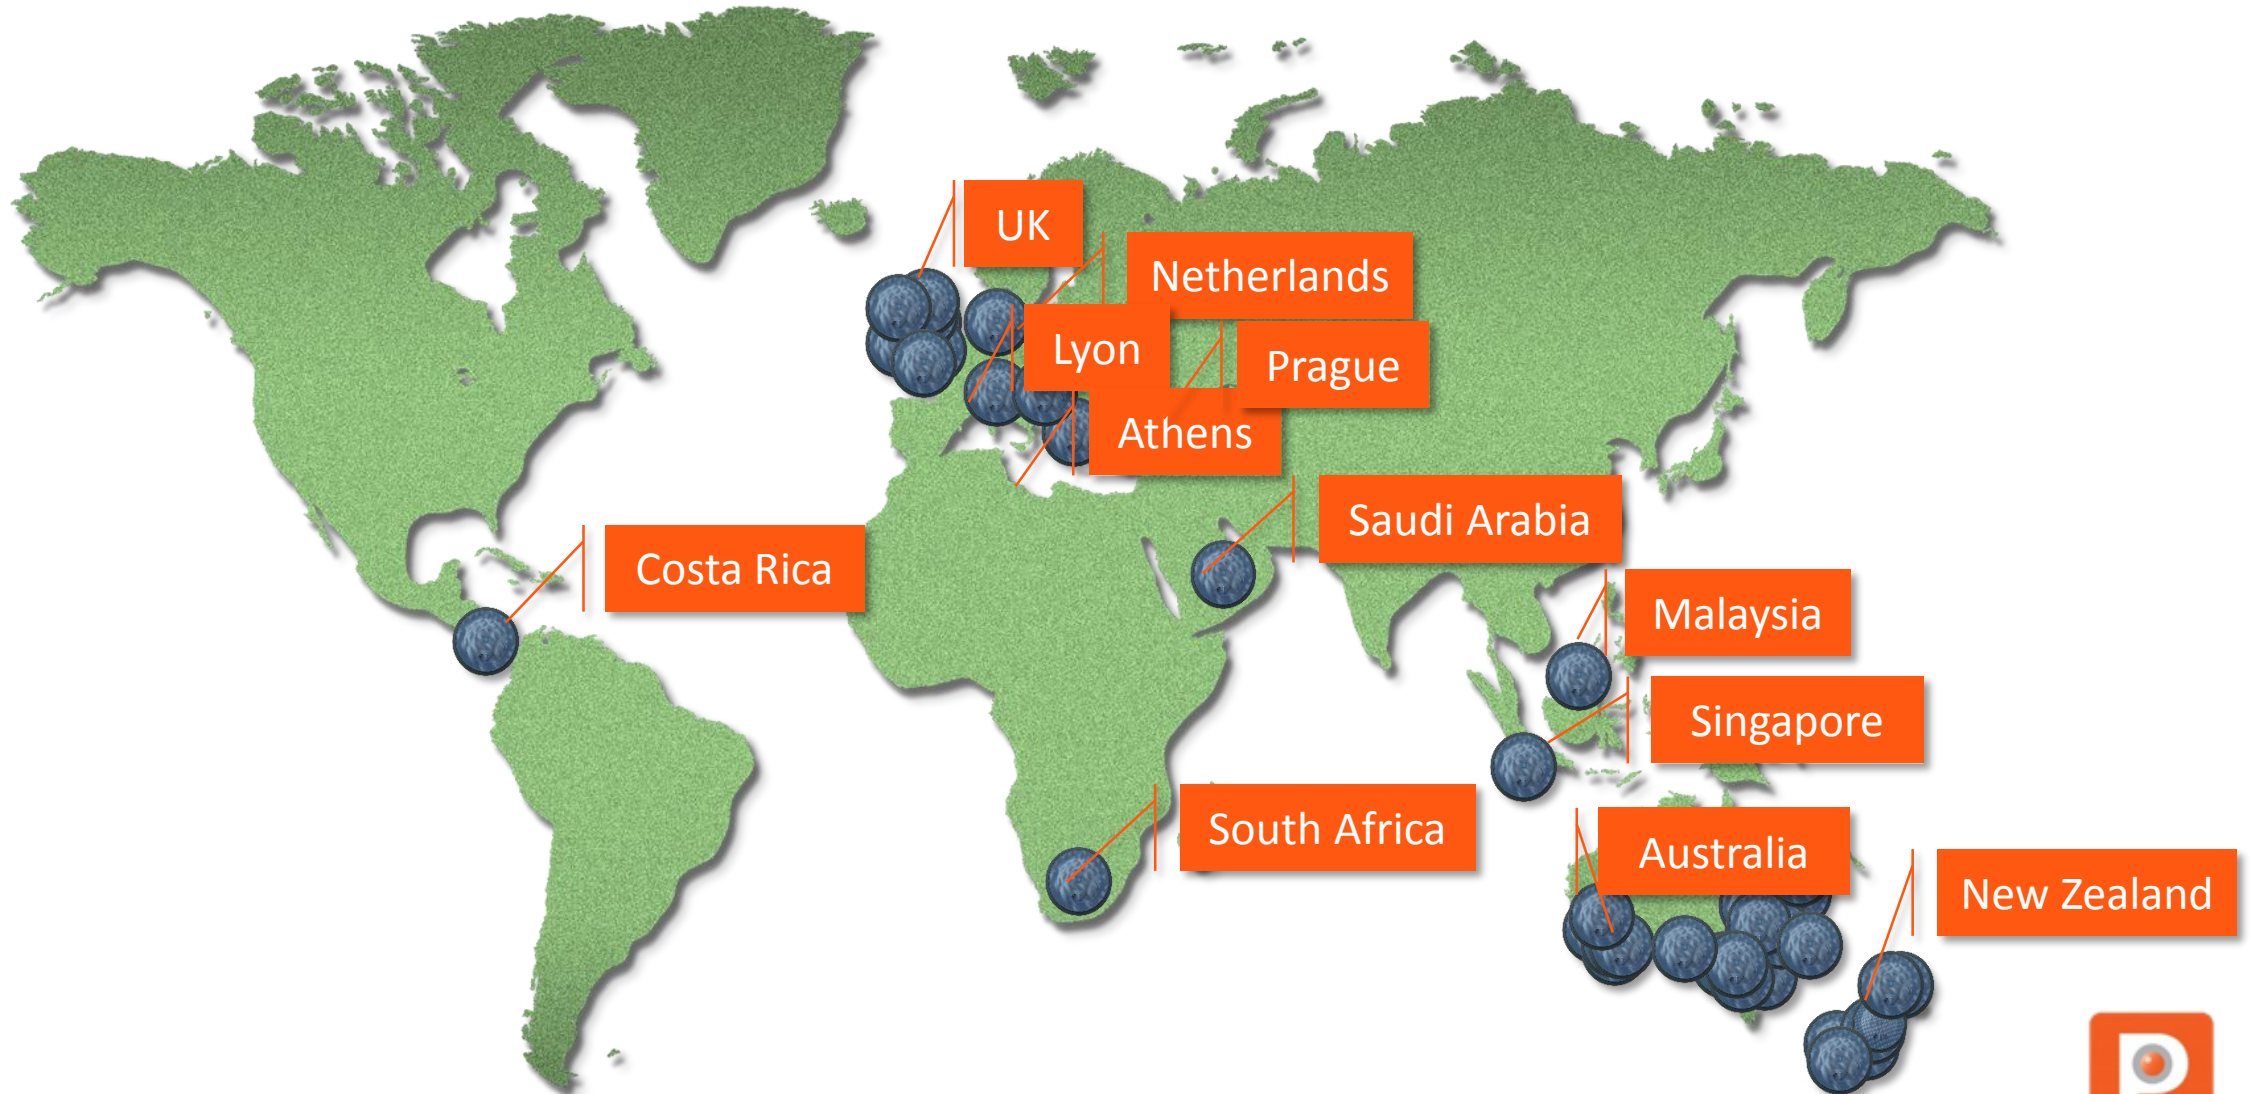 UK
Netherlands
Lyon
Prague
Athens
Saudi Arabia
Costa Rica
Malaysia
Singapore
South Africa
Australia
New Zealand